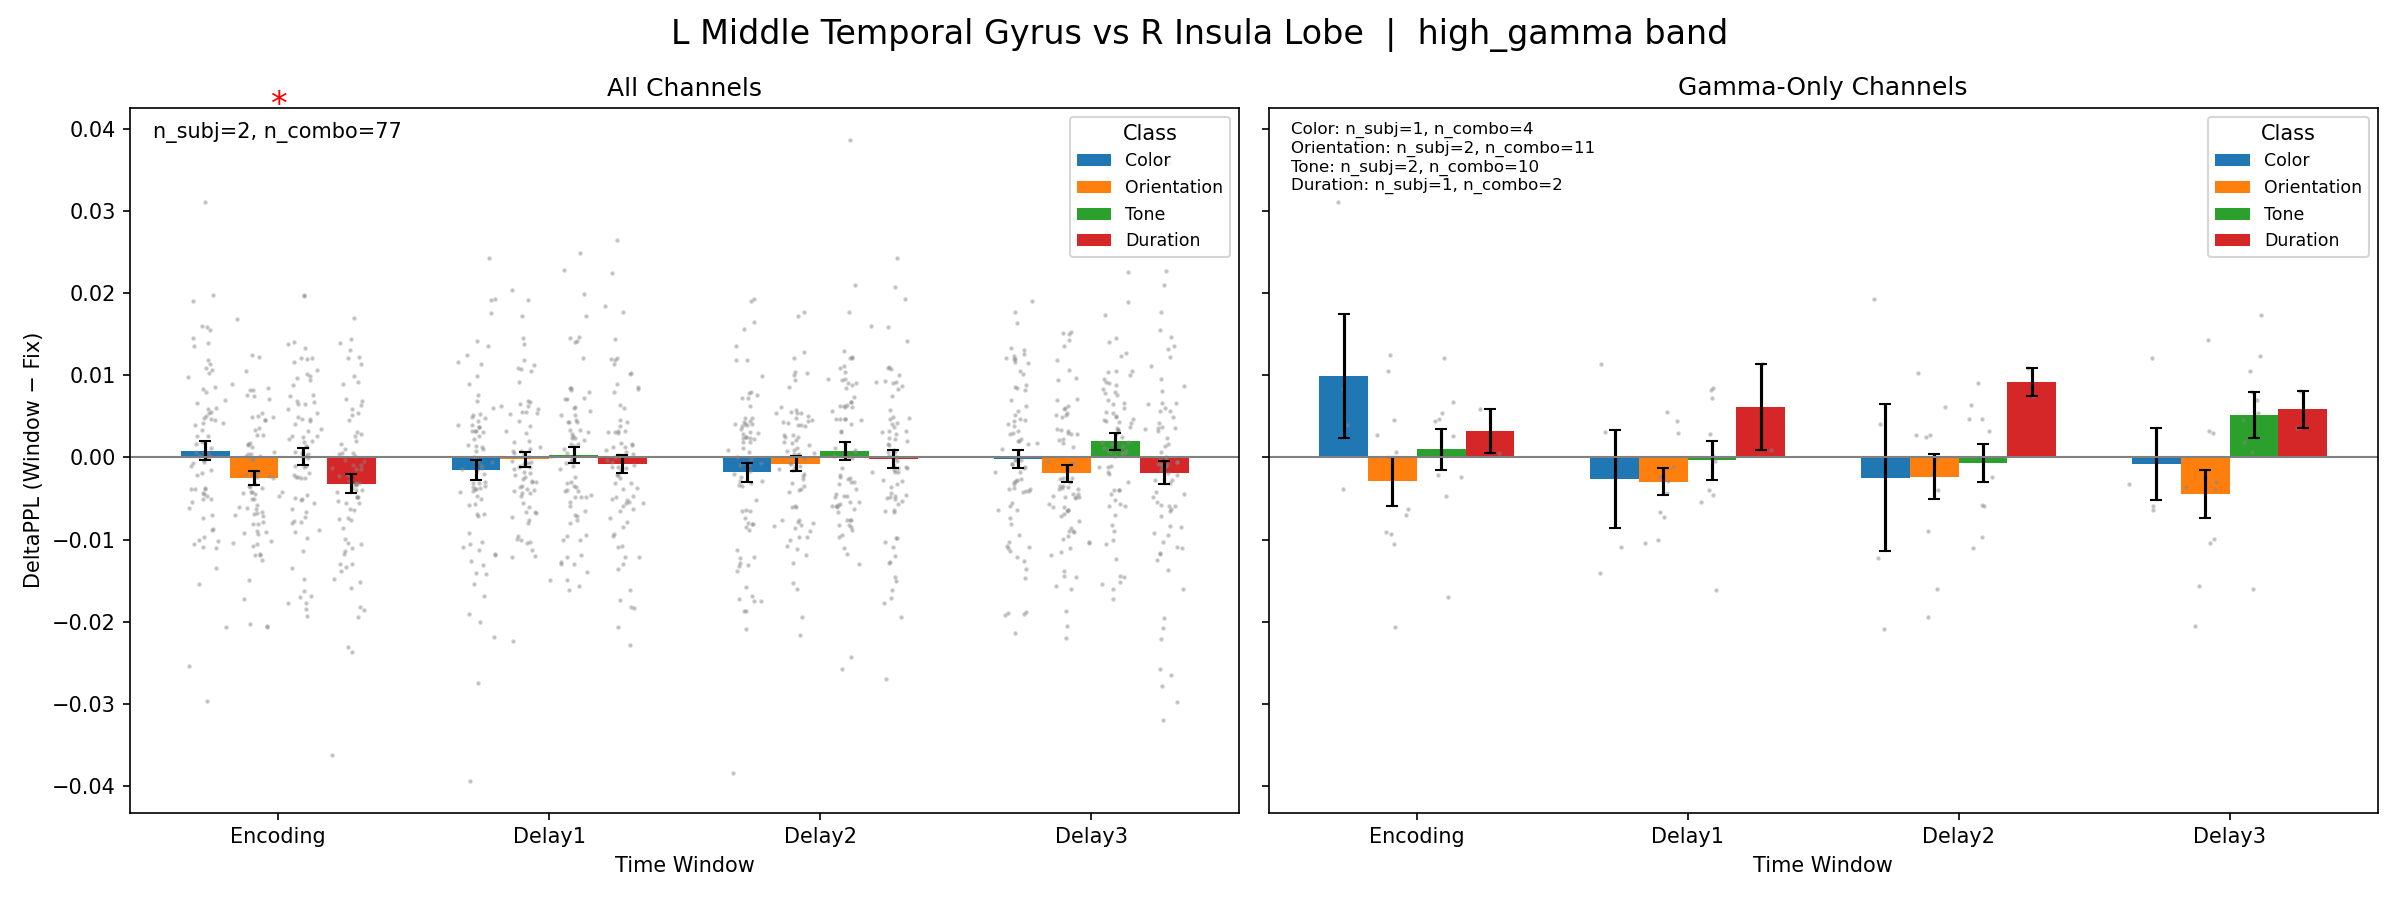 L Middle Temporal Gyrus vs R Insula Lobe | high_gamma band
All Channels
*
n_subj=2, n_combo=77
Class
Color
Orientation
Tone
Duration
0.04
0.03
0.02
0.01
0.00
−0.01
−0.02
−0.03
−0.04
DeltaPPL (Window − Fix)
Encoding
Delay1
Delay2
Delay3
Time Window
Gamma-Only Channels
Color: n_subj=1, n_combo=4
Orientation: n_subj=2, n_combo=11
Tone: n_subj=2, n_combo=10
Duration: n_subj=1, n_combo=2
Class
Color
Orientation
Tone
Duration
Encoding
Delay1
Delay2
Delay3
Time Window